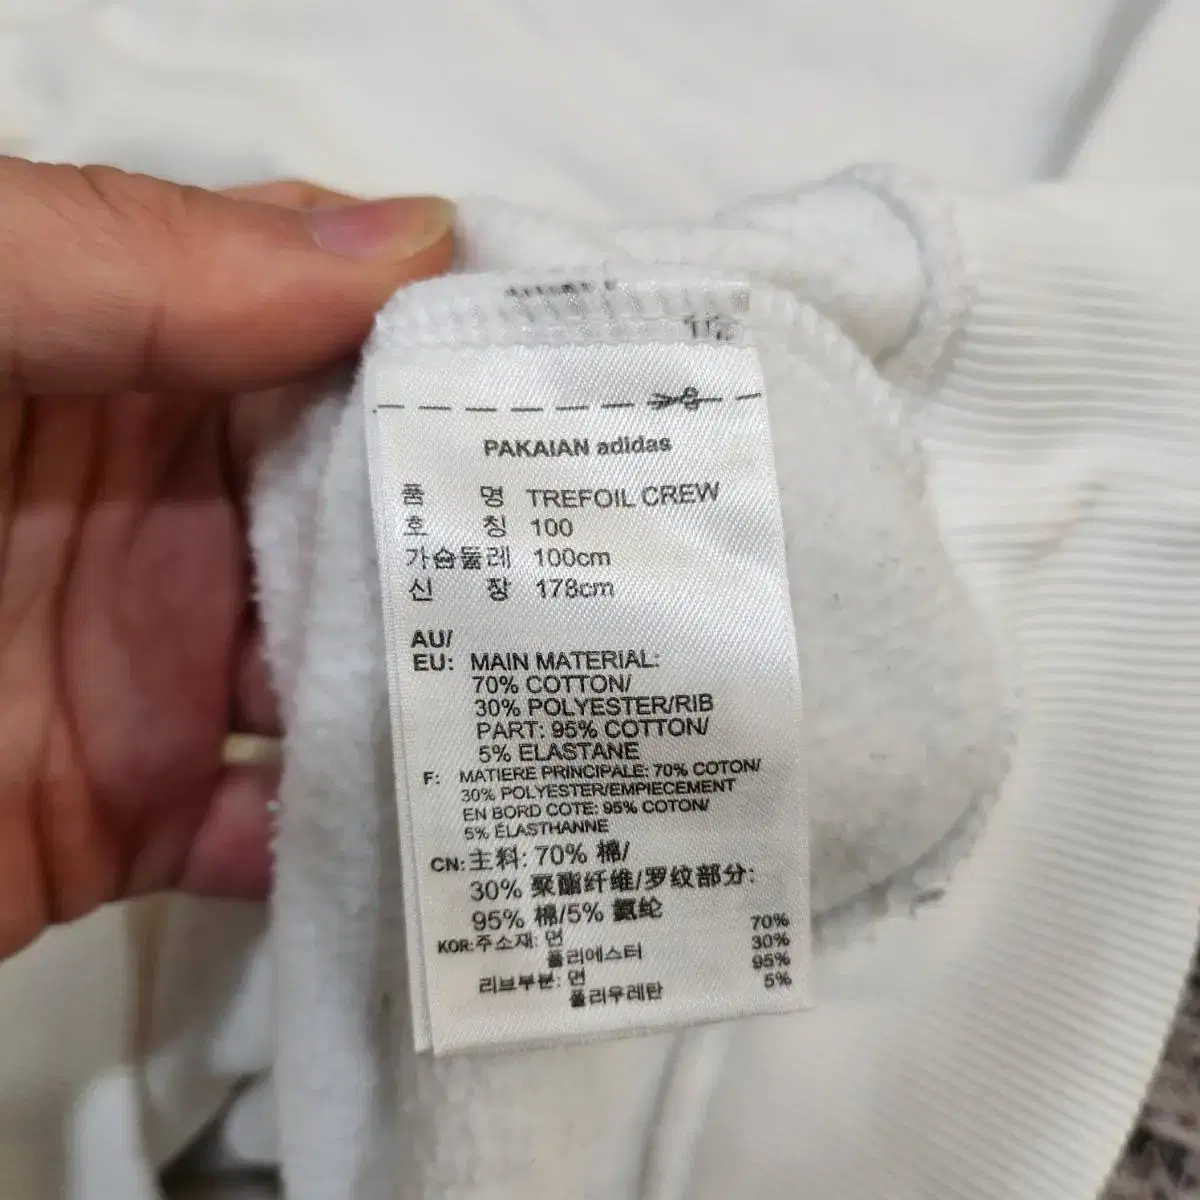 PAKAIAN adidas
품 명 TREFOIL CREW
호 칭 100
가슴둘레 100cm
신 장 178cm
AU/
EU: MAIN MATERIAL:
70% COTTON/
30% POLYESTER/RIB
PART: 95% COTTON/
5% ELASTANE
F: MATIERE PRINCIPALE: 70% COTON/
30% POLYESTER/EMPIECEMENT
EN BORD COTE: 95% COTON/
5% ÉLASTHANNE
CN: 主料: 70% 棉/
30% 聚酯纤维/罗纹部分:
95% 棉/5% 氨纶
KOR: 주소재: 면 70%
폴리에스터 30%
리브부분: 면 95%
폴리우레탄 5%